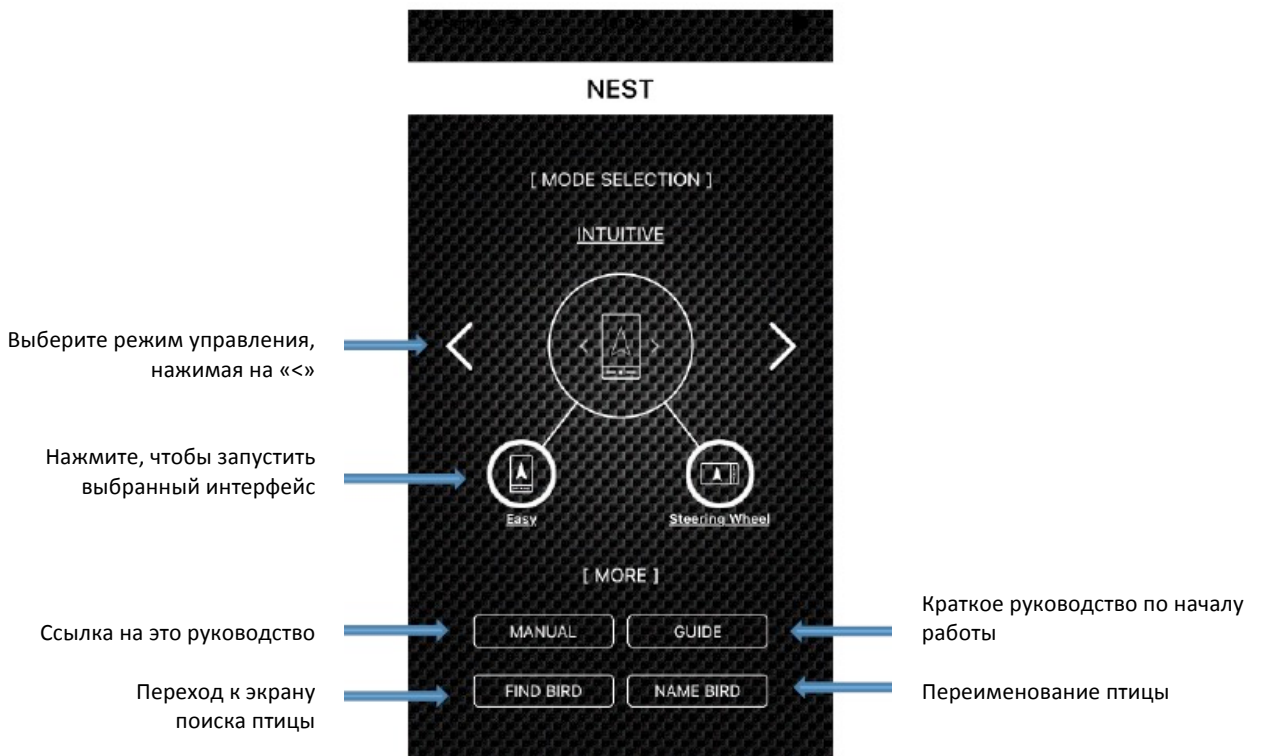 NEST
[ MODE SELECTION ]
INTUITIVE
Выберите режим управления,
нажимая на «<»
Нажмите, чтобы запустить
выбранный интерфейс
Easy
Steering Wheel
[ MORE ]
Ссылка на это руководство
MANUAL
GUIDE
Краткое руководство по началу
работы
Переход к экрану
поиска птицы
FIND BIRD
NAME BIRD
Переименование птицы